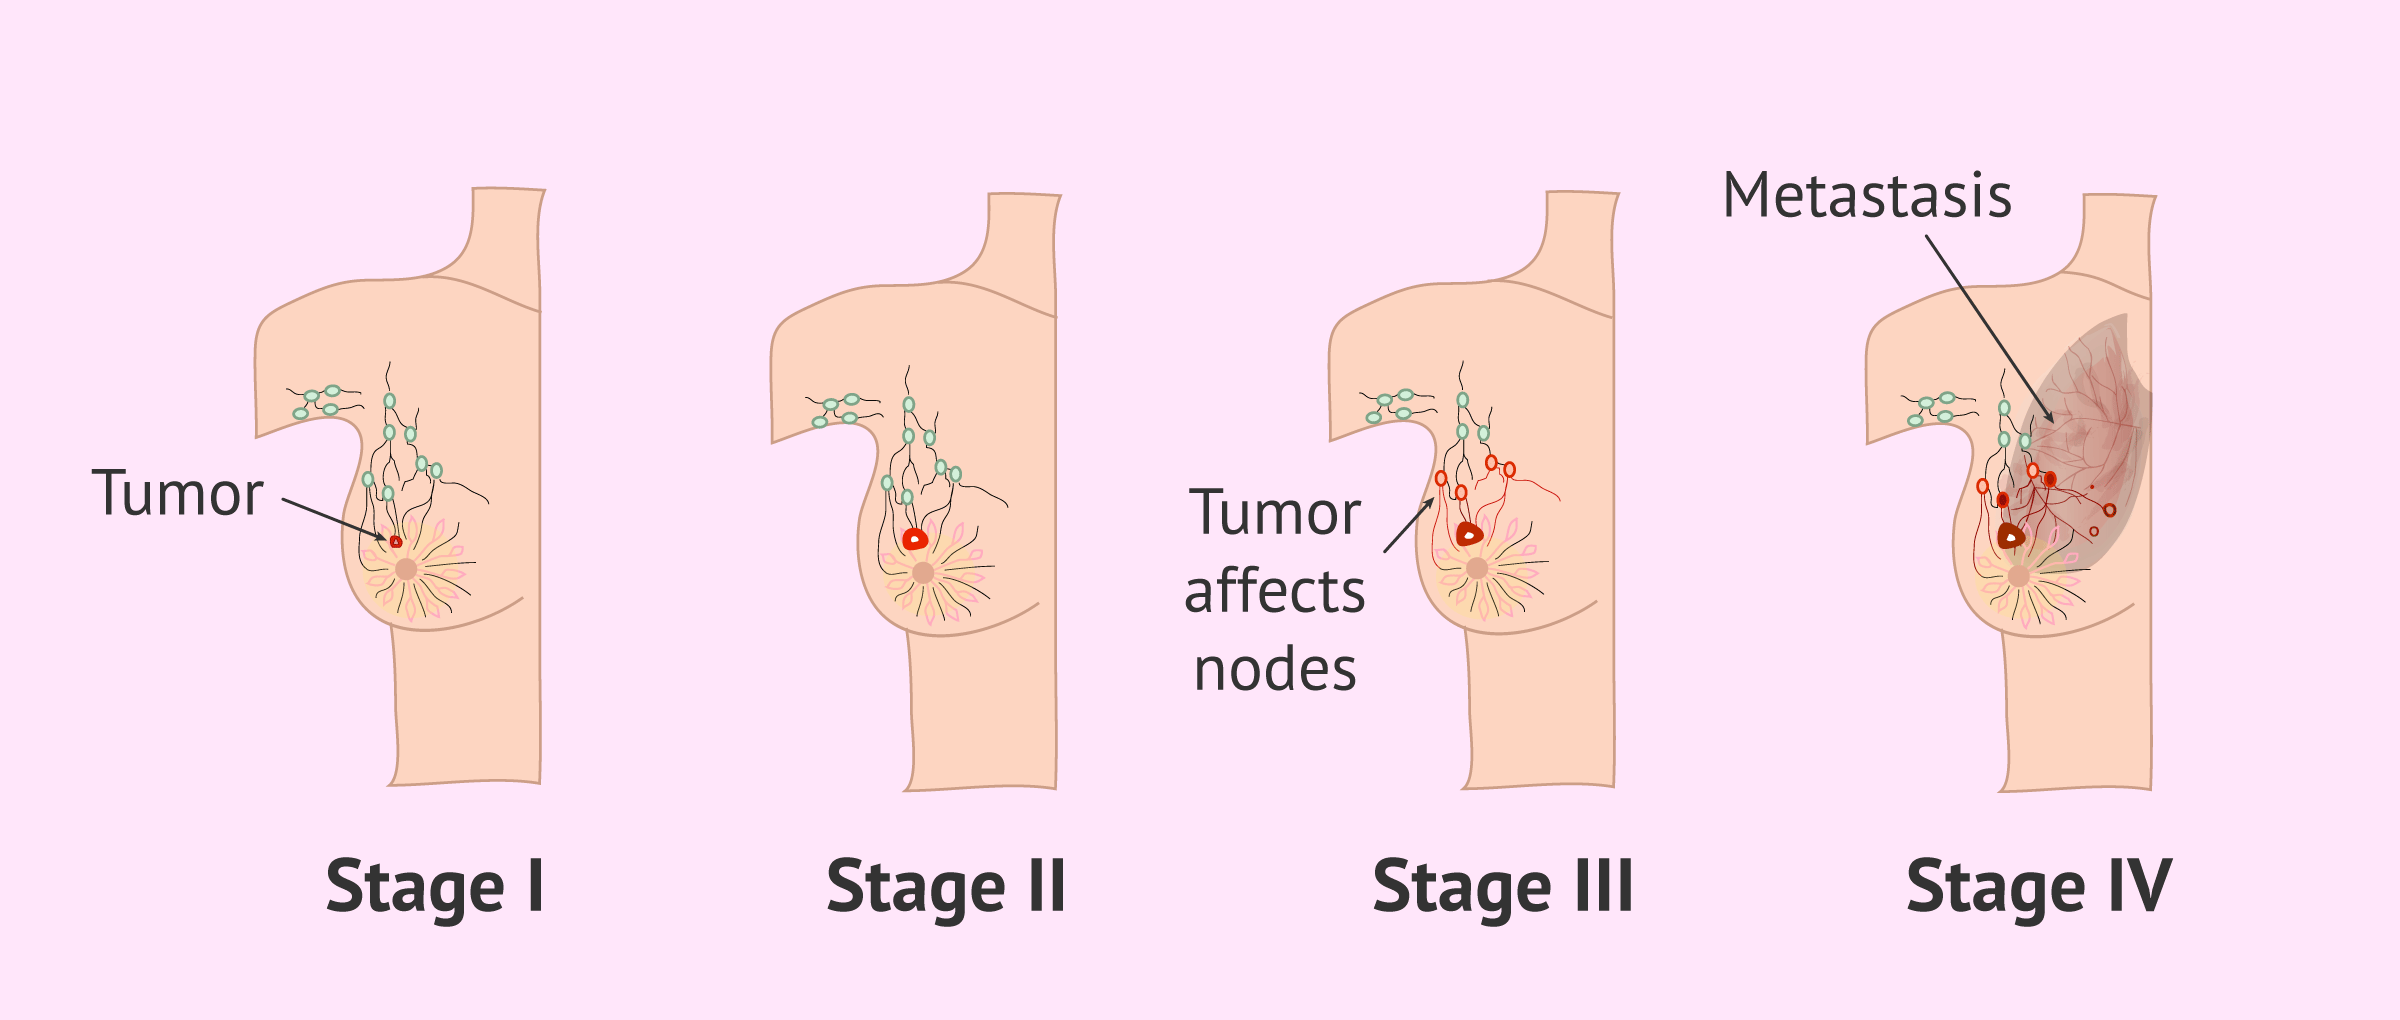 Metastasis
Tumor
Tumor
affects
nodes
Stage I
Stage II
Stage III
Stage IV